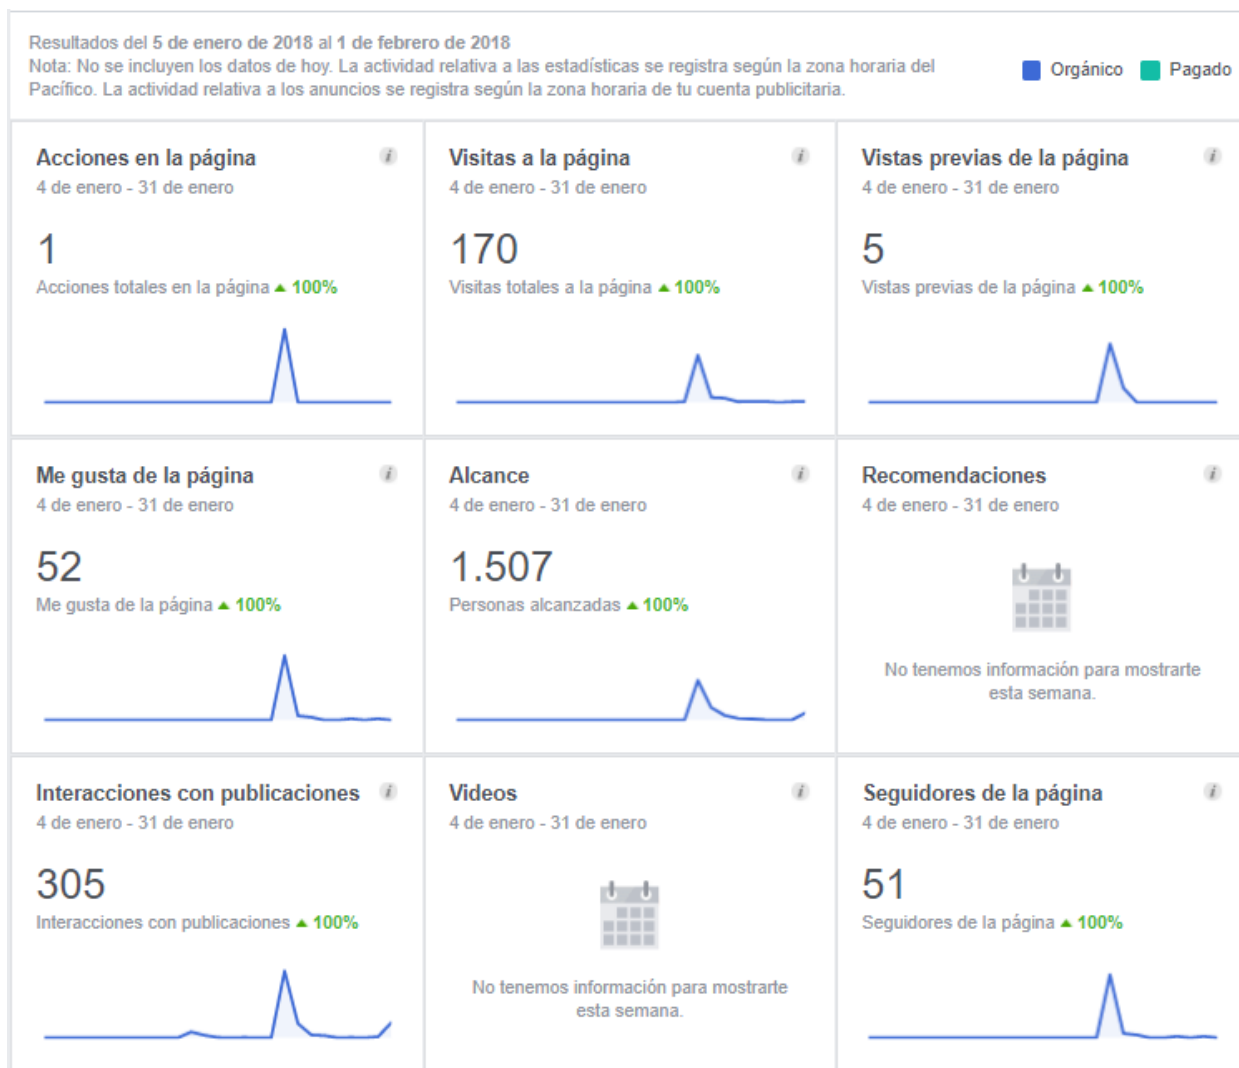 Resultados del 5 de enero de 2018 al 1 de febrero de 2018
Nota: No se incluyen los datos de hoy. La actividad relativa a las estadísticas se registra según la zona horaria del
Pacífico. La actividad relativa a los anuncios se registra según la zona horaria de tu cuenta publicitaria.
Orgánico
Pagado
Acciones en la página
4 de enero - 31 de enero
1
Acciones totales en la página ▲ 100%
Visitas a la página
4 de enero - 31 de enero
170
Visitas totales a la página ▲ 100%
Vistas previas de la página
4 de enero - 31 de enero
5
Vistas previas de la página ▲ 100%
Me gusta de la página
4 de enero - 31 de enero
52
Me gusta de la página ▲ 100%
Alcance
4 de enero - 31 de enero
1.507
Personas alcanzadas ▲ 100%
Recomendaciones
4 de enero - 31 de enero
No tenemos información para mostrarte
esta semana.
Interacciones con publicaciones
4 de enero - 31 de enero
305
Interacciones con publicaciones ▲ 100%
Videos
4 de enero - 31 de enero
No tenemos información para mostrarte
esta semana.
Seguidores de la página
4 de enero - 31 de enero
51
Seguidores de la página ▲ 100%